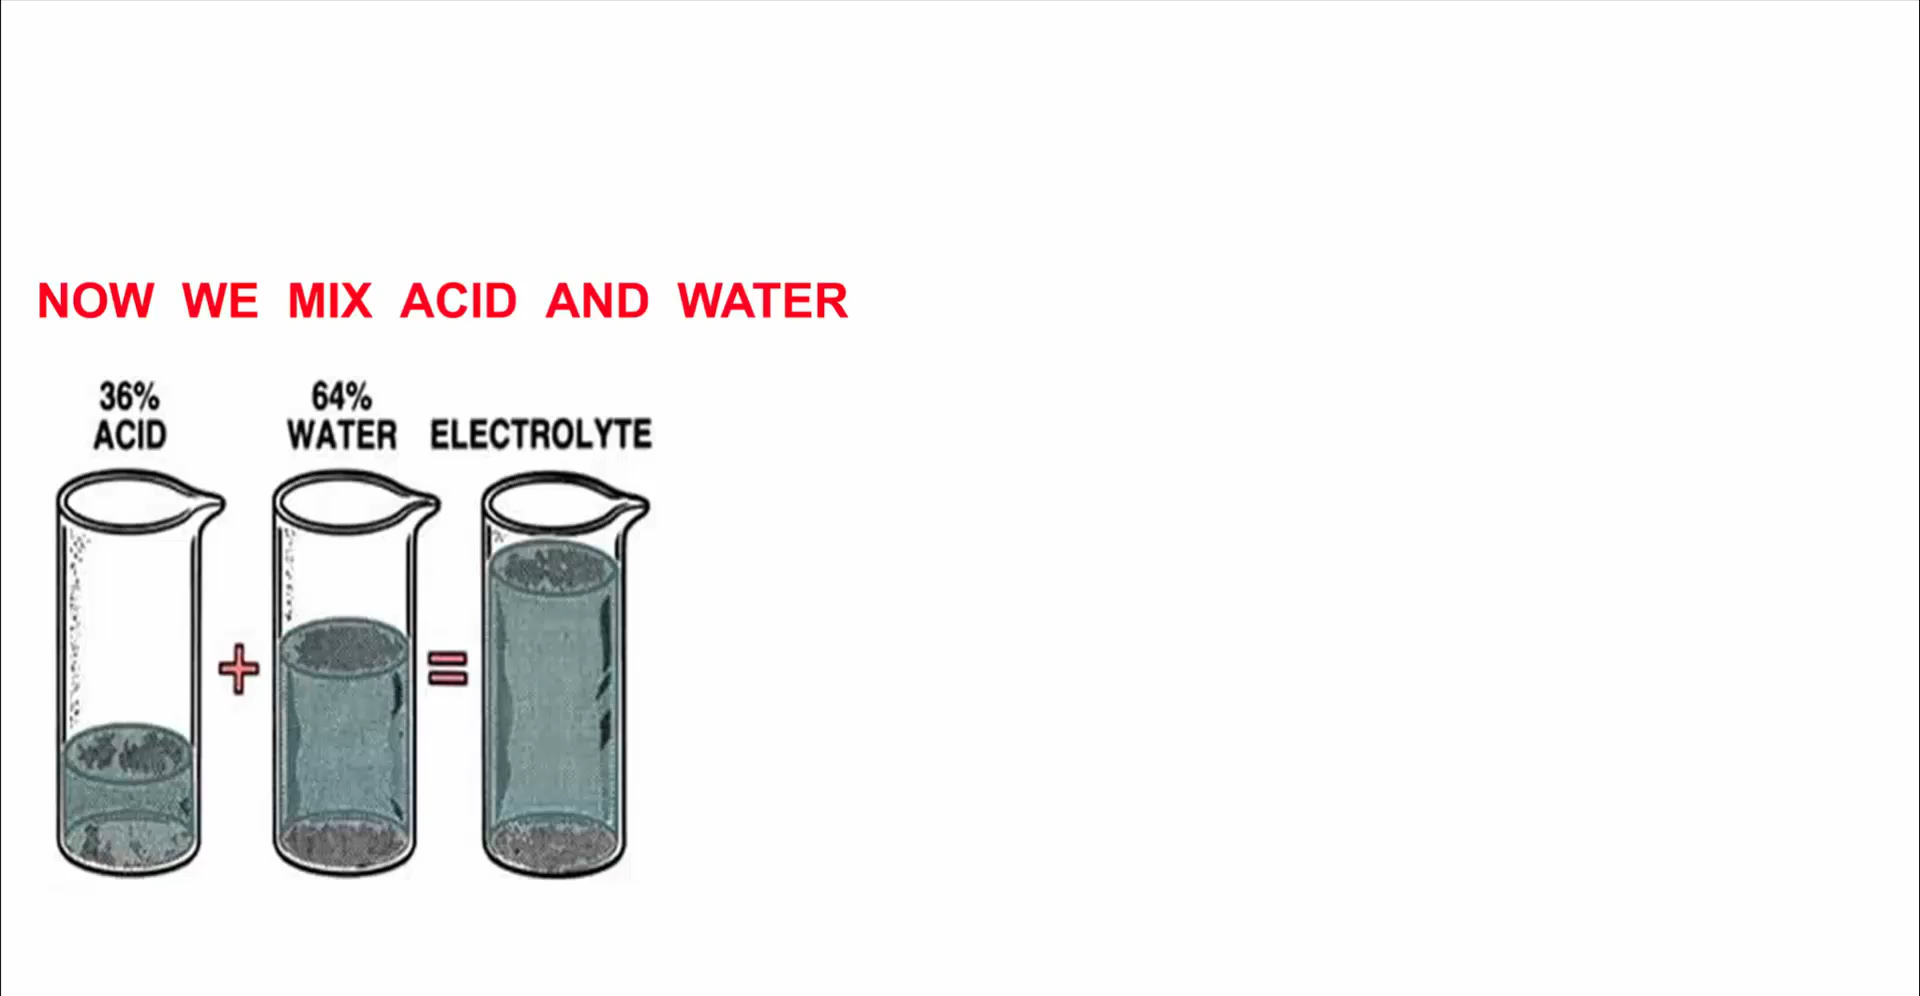 NOW WE MIX ACID AND WATER
36%
ACID
64%
WATER
ELECTROLYTE
+
=